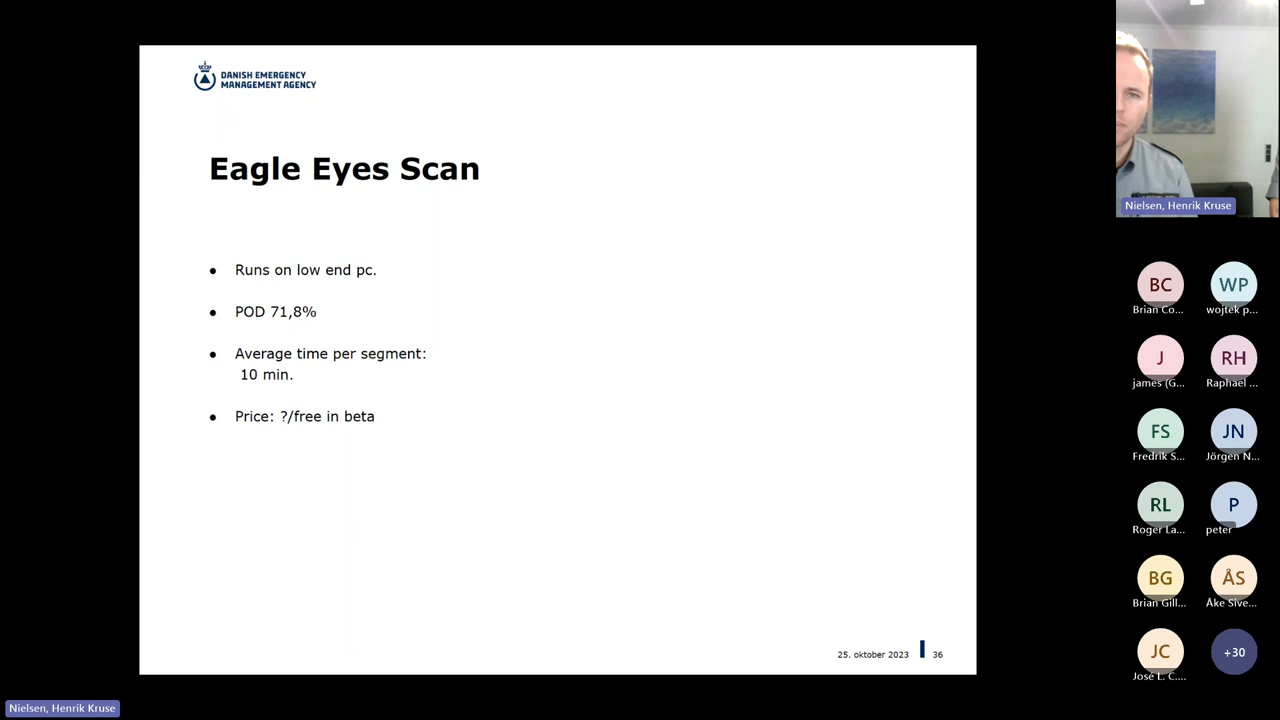 DANISH EMERGENCY
MANAGEMENT AGENCY
Eagle Eyes Scan
● Runs on low end pc.
● POD 71,8%
● Average time per segment:
10 min.
● Price: ?/free in beta
25. oktober 2023
36
Nielsen, Henrik Kruse
BC
WP
Brian Co...
wojtek p...
J
RH
james (G...
Raphael ...
FS
JN
Fredrik S...
Jörgen N...
RL
P
Roger La...
peter
BG
ÅS
Brian Gill...
Åke Sive...
JC
+30
José L. C....
Nielsen, Henrik Kruse